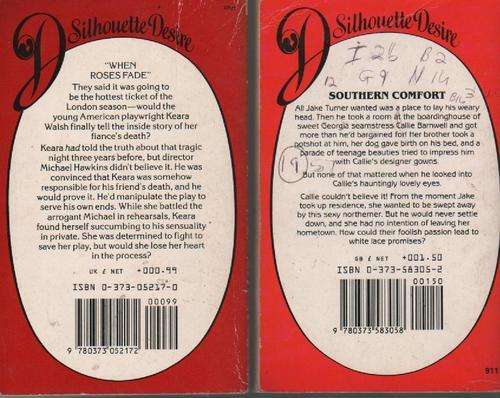 Silhouette Desire
"WHEN
ROSES FADE"
They said it was going to
be the hottest ticket of the
London season—would the
young American playwright Keara
Walsh finally tell the inside story of her
fiance's death?
Keara had told the truth about that tragic
night three years before, but director
Michael Hawkins didn't believe it. He was
convinced that Keara was somehow
responsible for his friend's death, and
he would prove it. He'd manipulate the play to
serve his own ends. While she battled the
arrogant Michael in rehearsals, Keara
found herself succumbing to his sensuality
in private. She was determined to fight to
save her play, but would she lose her heart
in the process?
UK £ NET +000.99
ISBN 0-373-05217-0
00099
9 780373 052172
Silhouette Desire
I26 B2
12 G9 N14
SOUTHERN COMFORT
All Jake Turner wanted was a place to lay his weary
head. Then he took a room at the boardinghouse of
sweet Georgia seamstress Callie Barnwell and got
more than he'd bargained for! Her brother took a
potshot at him, her dog gave birth on his bed, and a
parade of teenage beauties tried to impress him
with Callie's designer gowns.
But none of that mattered when he looked into
Callie's hauntingly lovely eyes.
Callie couldn't believe it! From the moment Jake
took up residence, she wanted to be swept away
by this sexy northerner. But he would never settle
down, and she had no intention of leaving her
hometown. How could their foolish passion lead to
white lace promises?
GB £ NET +001.50
ISBN 0-373-58305-2
00150
9 780373 583058
911